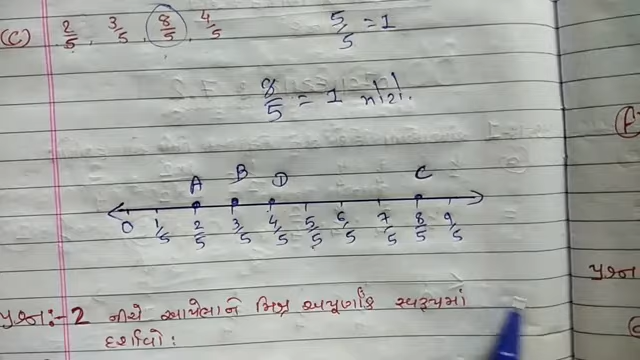 (C) 2/5, 3/5, 8/5, 4/5 5/5 = 1
8/5 = 1 પૂર્ણ
A B D C
0 1/5 2/5 3/5 4/5 5/5 6/5 7/5 8/5 9/5
પ્રશ્ન:-2 નીચે આપેલાને મિશ્ર અપૂર્ણાંક સ્વરૂપમાં
દર્શાવો:
પ્રશ્ન